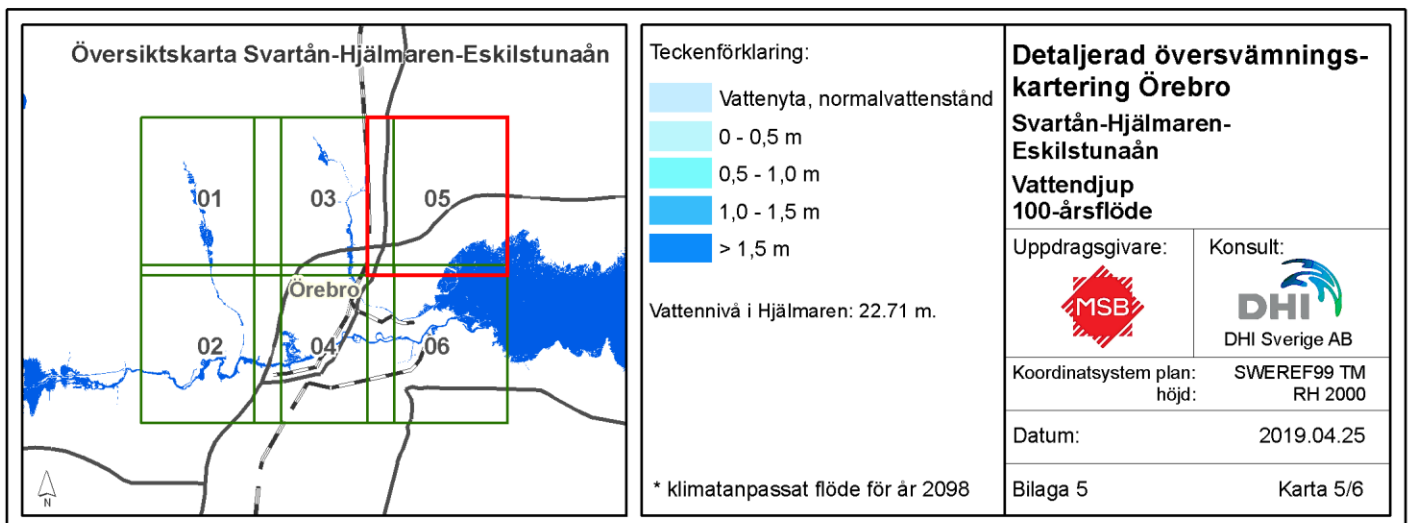 Översiktskarta Svartån-Hjälmaren-Eskilstunaån
01
03
05
Örebro
02
04
06
N
Teckenförklaring:
Vattenyta, normalvattenstånd
0 - 0,5 m
0,5 - 1,0 m
1,0 - 1,5 m
> 1,5 m
Vattennivå i Hjälmaren: 22.71 m.
* klimatanpassat flöde för år 2098
Detaljerad översvämnings-
kartering Örebro
Svartån-Hjälmaren-
Eskilstunaån
Vattendjup
100-årsflöde
Uppdragsgivare:
MSB
Konsult:
DHI
DHI Sverige AB
Koordinatsystem plan: SWEREF99 TM
höjd: RH 2000
Datum: 2019.04.25
Bilaga 5 Karta 5/6